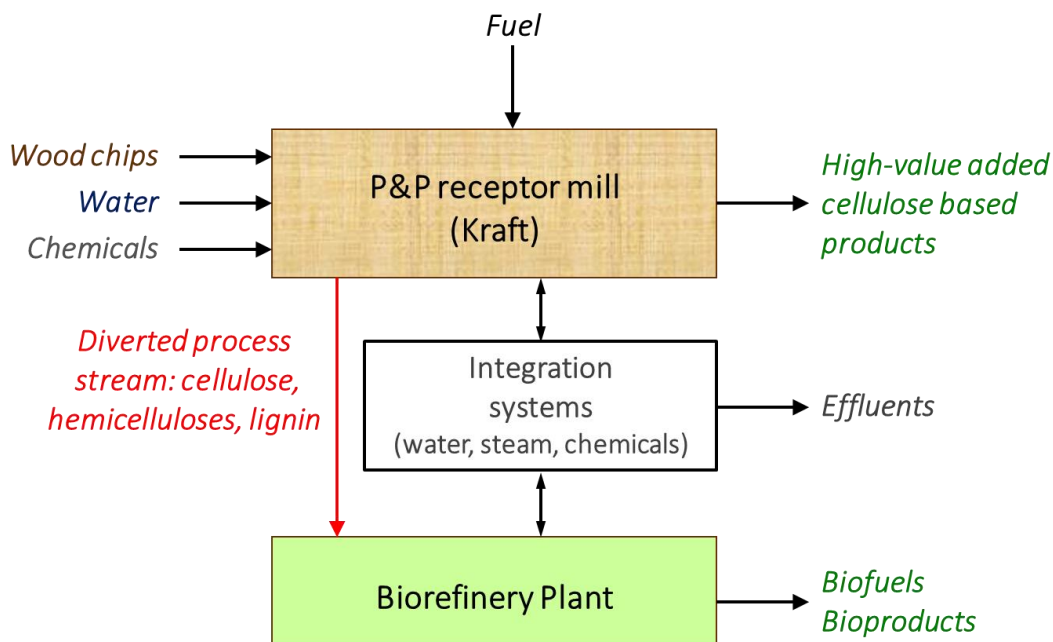 Fuel
Wood chips
Water
Chemicals
P&P receptor mill
(Kraft)
High-value added
cellulose based
products
Diverted process
stream: cellulose,
hemicelluloses, lignin
Integration
systems
(water, steam, chemicals)
Effluents
Biorefinery Plant
Biofuels
Bioproducts